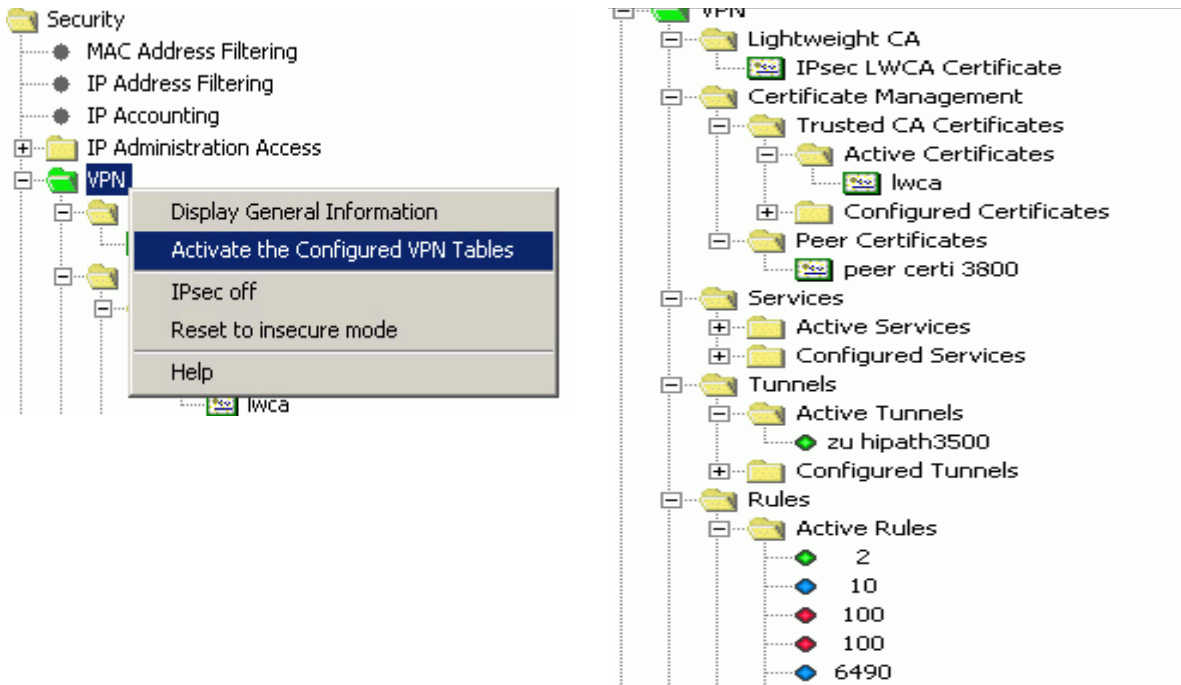 Security
MAC Address Filtering
IP Address Filtering
IP Accounting
IP Administration Access
VPN
Display General Information
Activate the Configured VPN Tables
IPsec off
Reset to insecure mode
Help
lwca
VPN
Lightweight CA
IPsec LWCA Certificate
Certificate Management
Trusted CA Certificates
Active Certificates
lwca
Configured Certificates
Peer Certificates
peer certi 3800
Services
Active Services
Configured Services
Tunnels
Active Tunnels
zu hipath3500
Configured Tunnels
Rules
Active Rules
2
10
100
100
6490